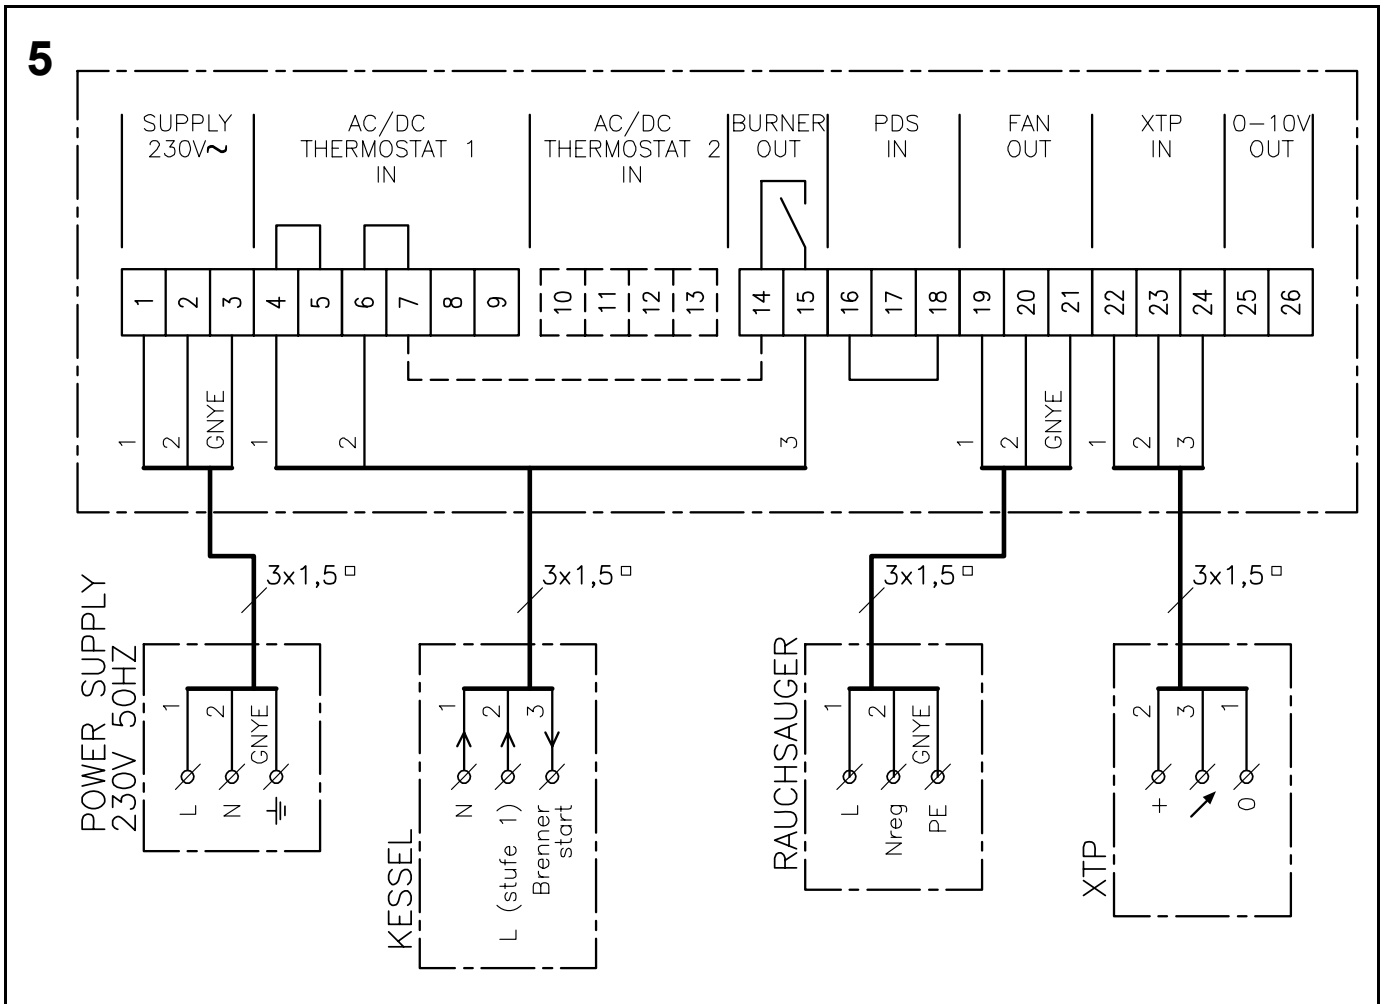 5
SUPPLY
230V~
AC/DC
THERMOSTAT 1
IN
AC/DC
THERMOSTAT 2
IN
BURNER
OUT
PDS
IN
FAN
OUT
XTP
IN
0-10V
OUT
1 2 3 4 5 6 7 8 9 10 11 12 13 14 15 16 17 18 19 20 21 22 23 24 25 26
1 2 GNYE 1 2 3 1 2 GNYE 1 2 3
3x1,5 □
3x1,5 □
3x1,5 □
3x1,5 □
POWER SUPPLY
230V 50HZ
1 2 GNYE
L N
KESSEL
1 2 3
N
L (stufe 1)
Brenner
start
RAUCHSAUGER
1 2 GNYE
L Nreg PE
XTP
2 3 1
+ 0